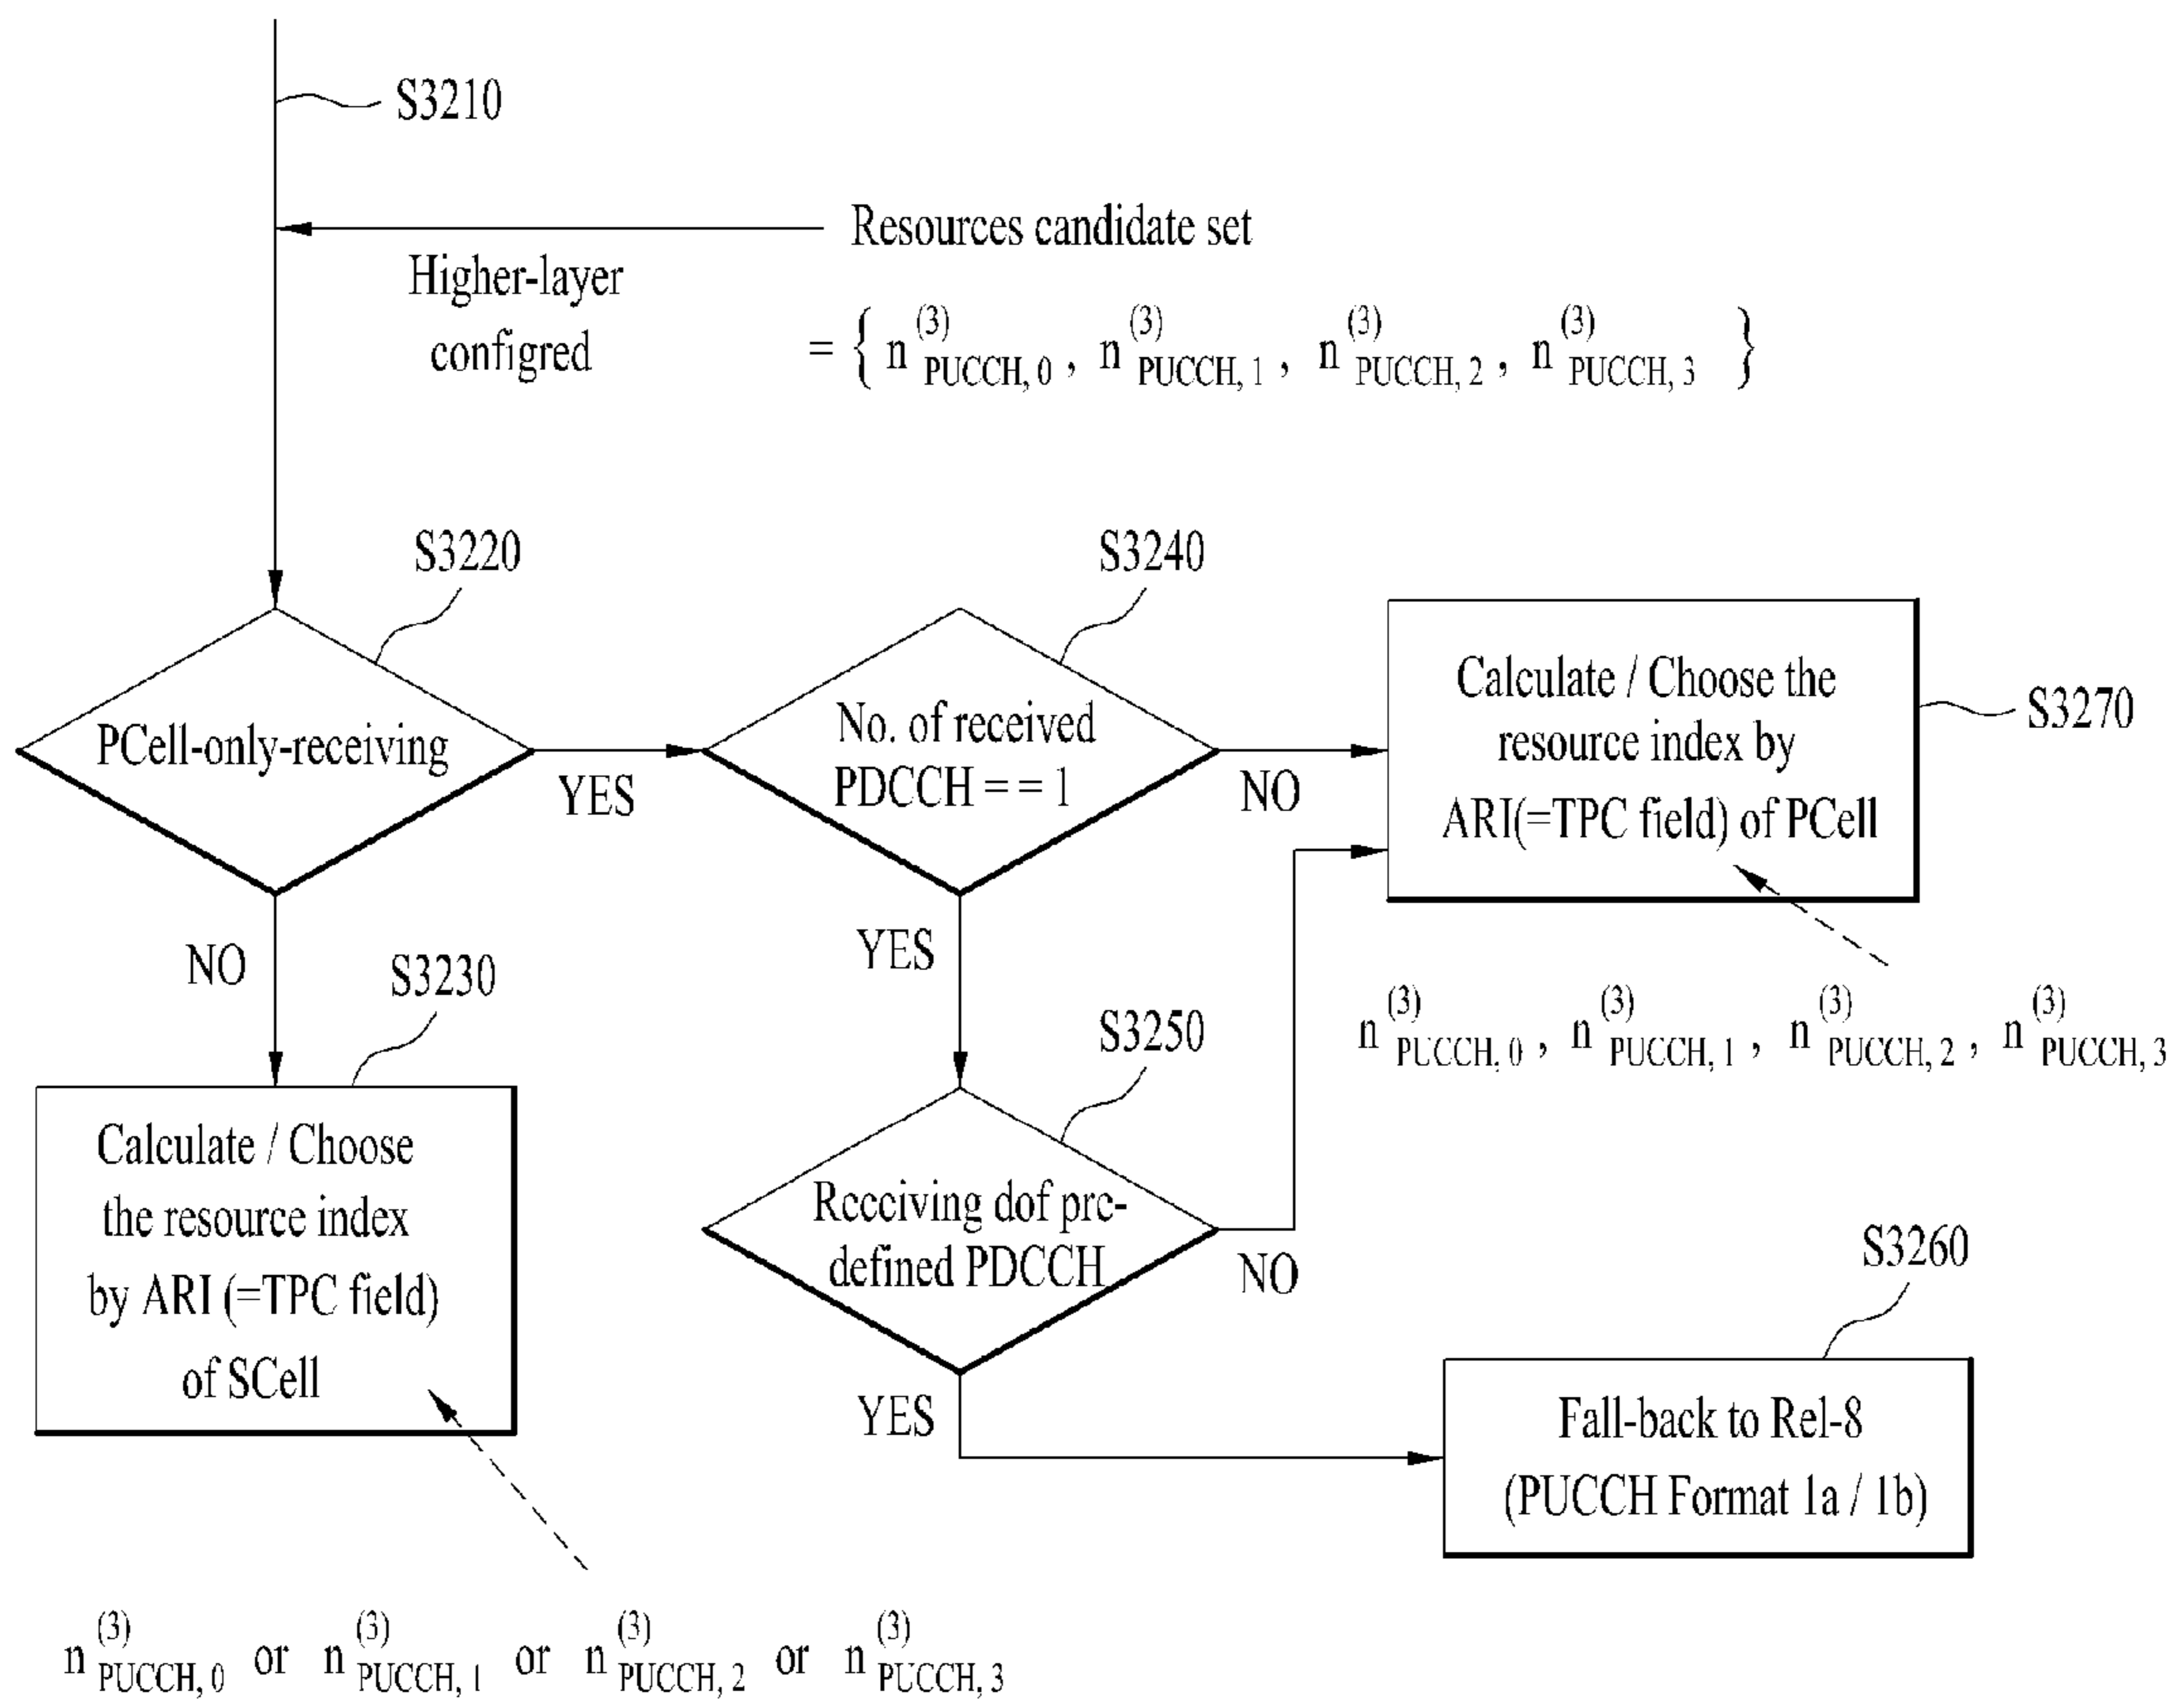 S3210
Resources candidate set
Higher-layer
configred
= { n(3)PUCCH, 0 , n(3)PUCCH, 1 , n(3)PUCCH, 2 , n(3)PUCCH, 3 }
S3220
S3240
PCell-only-receiving
YES
No. of received
PDCCH = = 1
NO
Calculate / Choose the
resource index by
ARI(=TPC field) of PCell
S3270
NO
YES
n(3)PUCCH, 0 , n(3)PUCCH, 1 , n(3)PUCCH, 2 , n(3)PUCCH, 3
S3230
S3250
Calculate / Choose
the resource index
by ARI (=TPC field)
of SCell
Receiving dof pre-
defined PDCCH
NO
YES
S3260
Fall-back to Rel-8
(PUCCH Format 1a / 1b)
n(3)PUCCH, 0 or n(3)PUCCH, 1 or n(3)PUCCH, 2 or n(3)PUCCH, 3